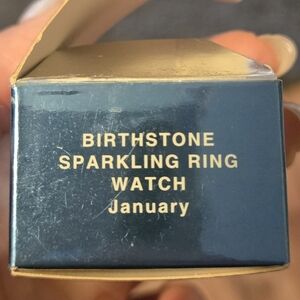 BIRTHSTONE
SPARKLING RING
WATCH
January